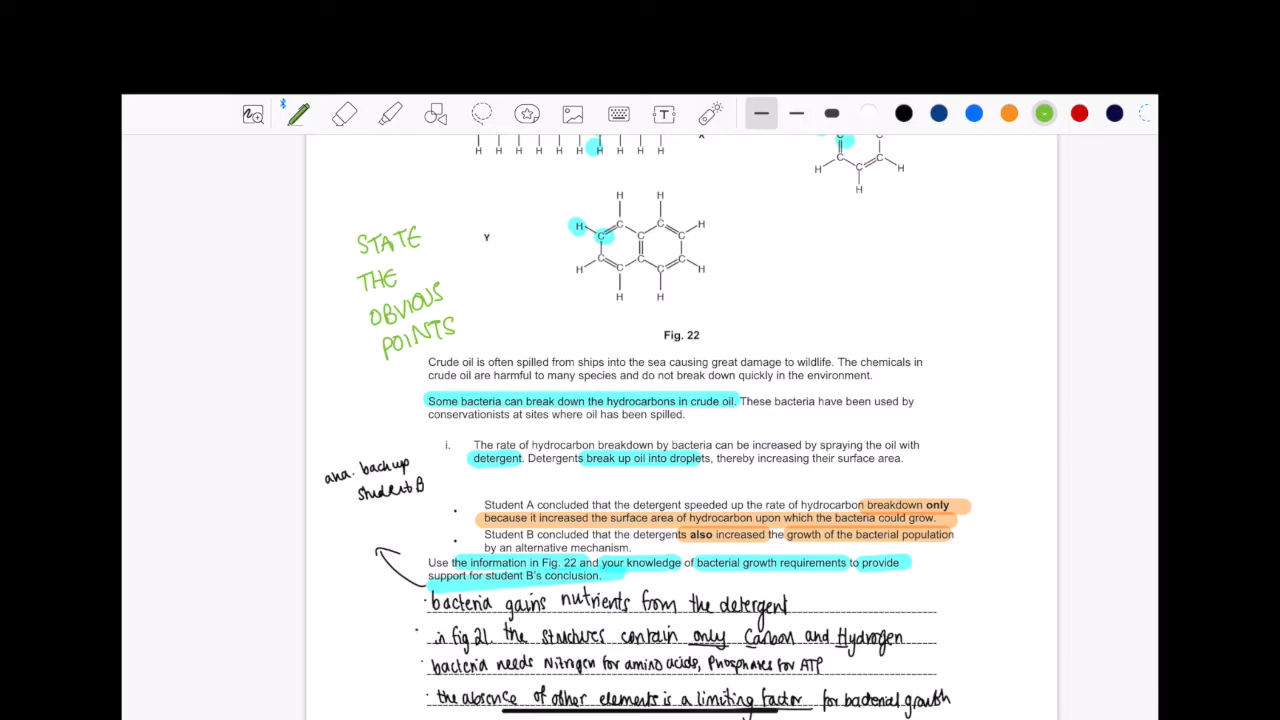 H H H H H H H H H H
X
C C
H C C H
C
H
H H
H C C H
C C C
Y
C C C
H C C H
H H
STATE
THE
OBVIOUS
POINTS
Fig. 22
Crude oil is often spilled from ships into the sea causing great damage to wildlife. The chemicals in
crude oil are harmful to many species and do not break down quickly in the environment.
Some bacteria can break down the hydrocarbons in crude oil. These bacteria have been used by
conservationists at sites where oil has been spilled.
i. The rate of hydrocarbon breakdown by bacteria can be increased by spraying the oil with
detergent. Detergents break up oil into droplets, thereby increasing their surface area.
aka. backup
student B
• Student A concluded that the detergent speeded up the rate of hydrocarbon breakdown only
because it increased the surface area of hydrocarbon upon which the bacteria could grow.
• Student B concluded that the detergents also increased the growth of the bacterial population
by an alternative mechanism.
Use the information in Fig. 22 and your knowledge of bacterial growth requirements to provide
support for student B's conclusion.
• bacteria gains nutrients from the detergent
• in fig 21. the structures contain only Carbon and Hydrogen
• bacteria needs Nitrogen for amino acids, Phosphates for ATP
• the absence of other elements is a limiting factor for bacterial growth